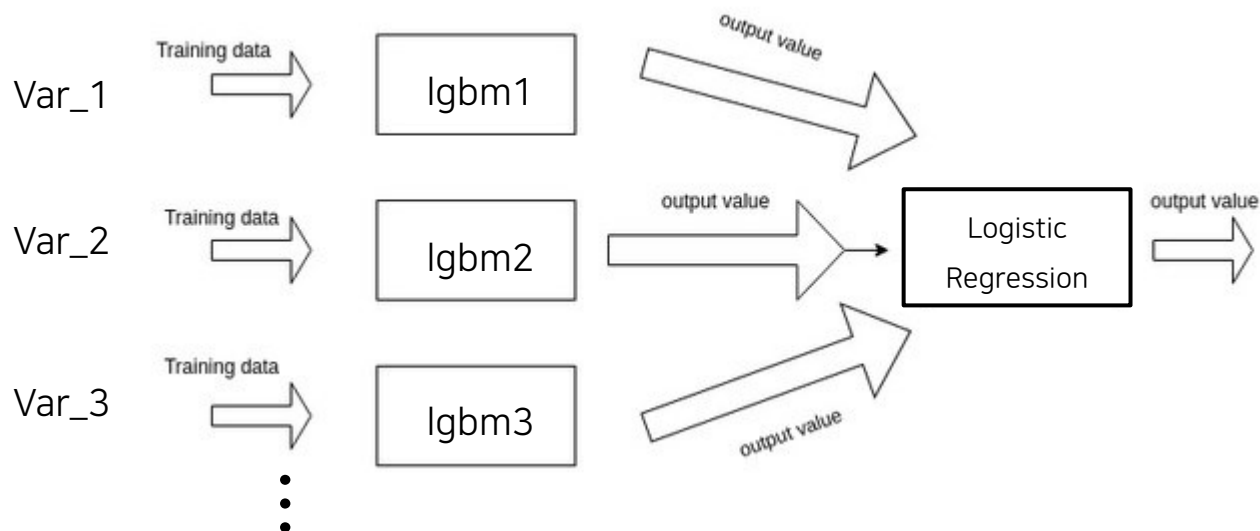 output value
Training data
Var_1
lgbm1
output value
output value
Training data
Var_2
lgbm2
Logistic
Regression
Training data
Var_3
lgbm3
output value